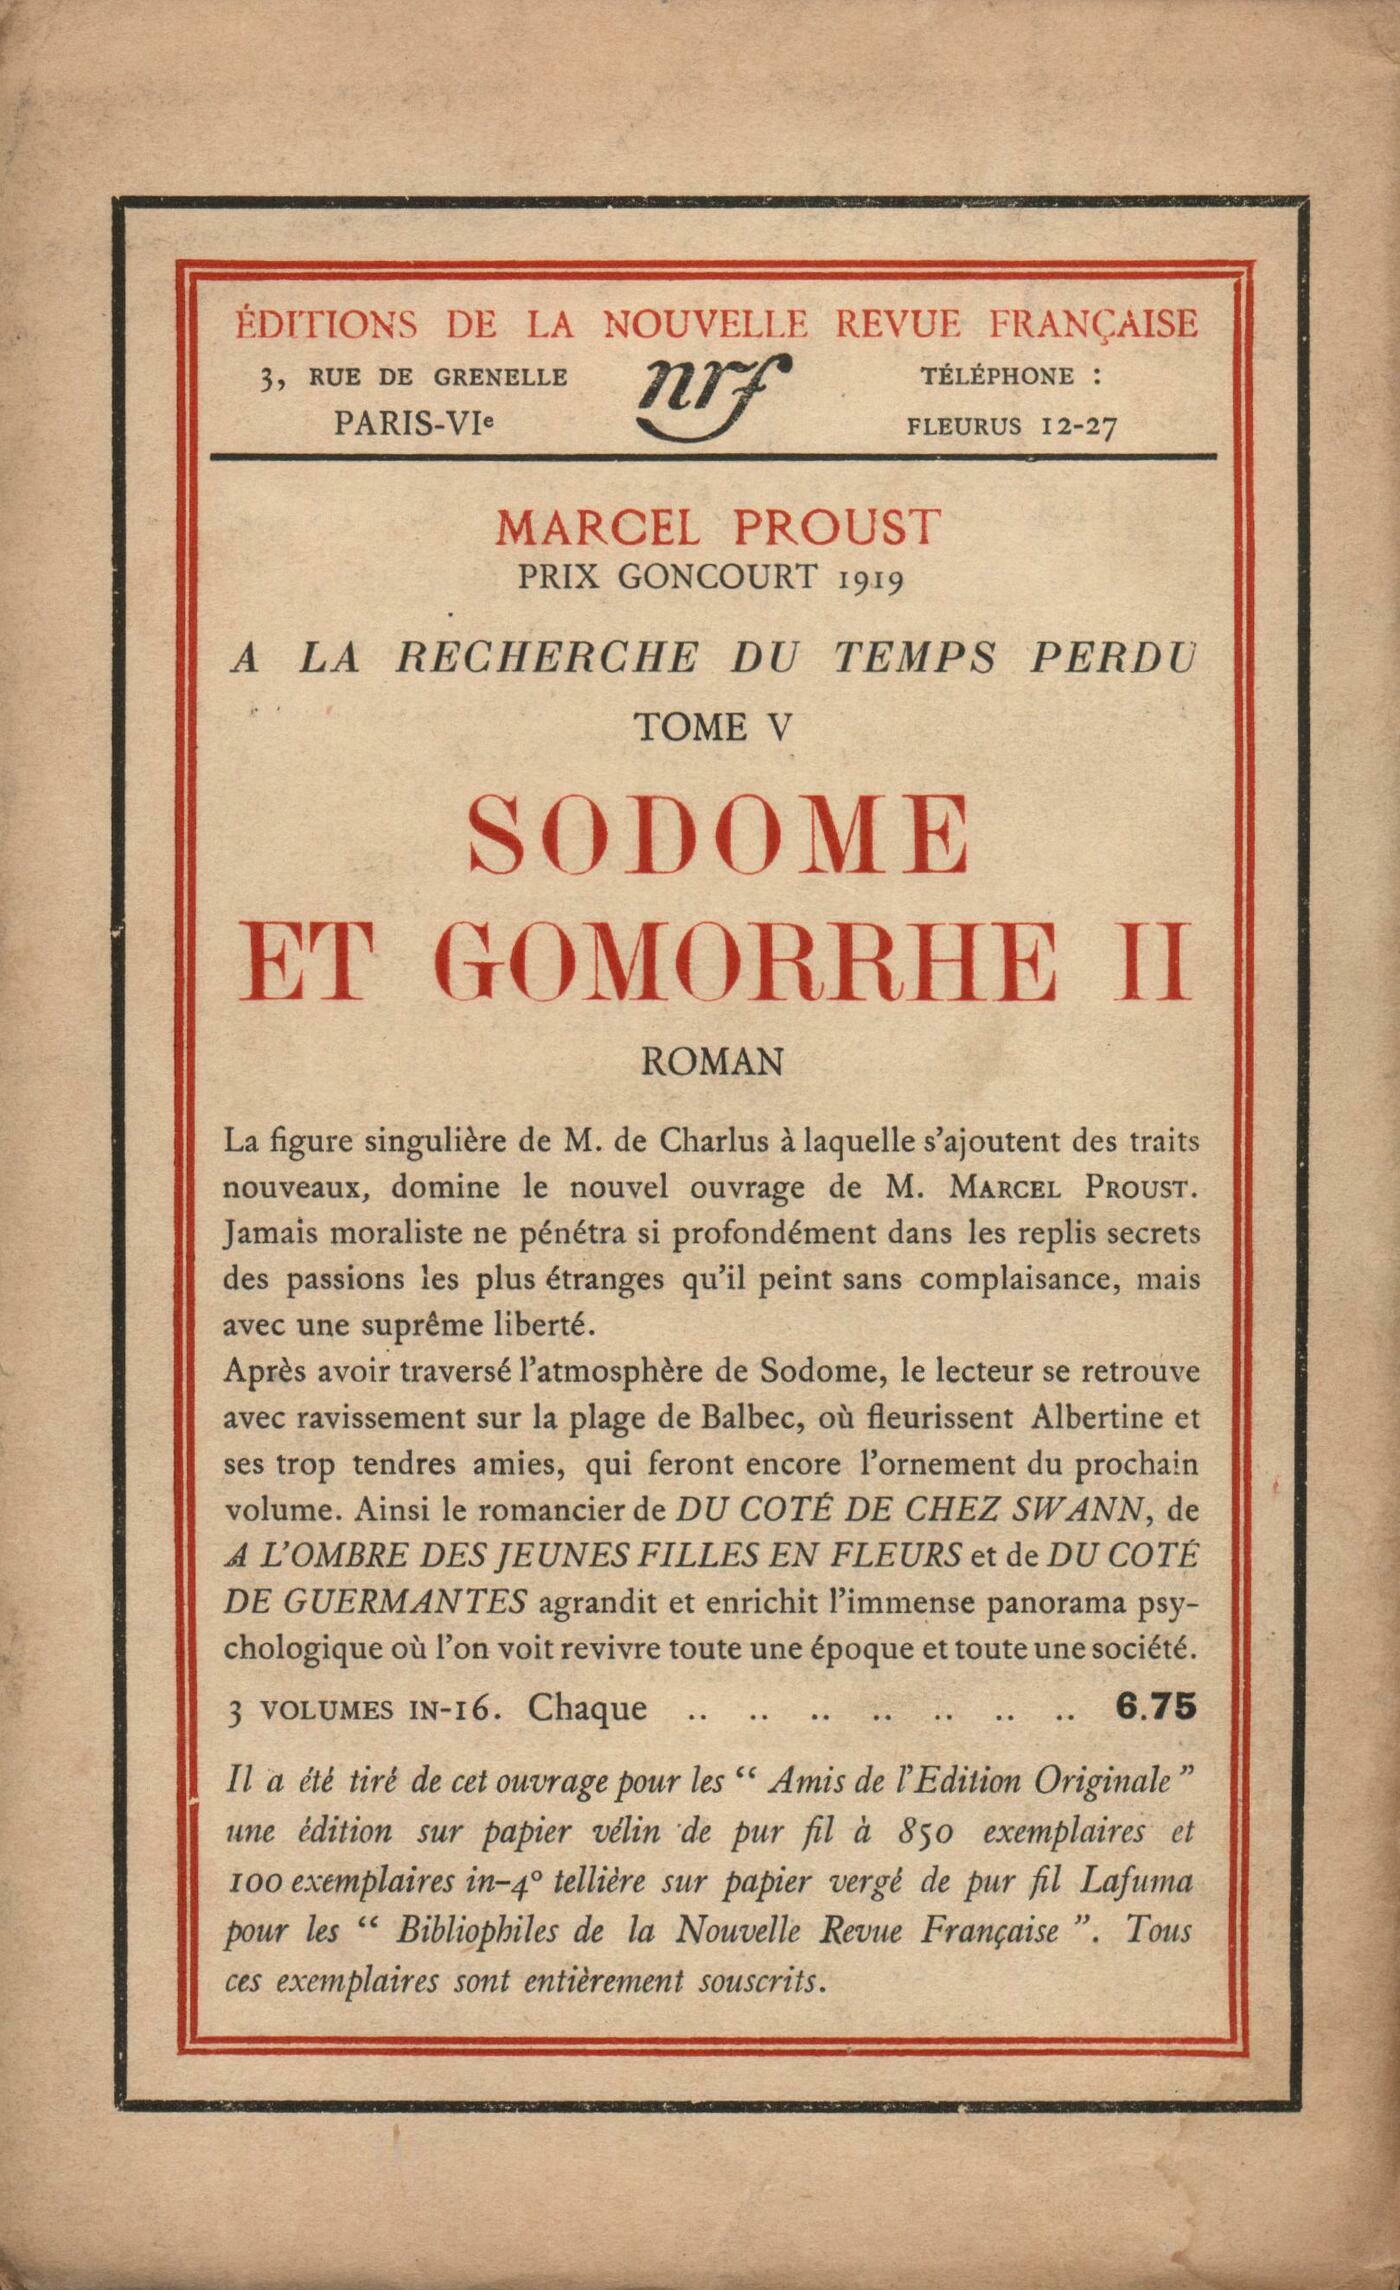 ÉDITIONS DE LA NOUVELLE REVUE FRANÇAISE
3, RUE DE GRENELLE
PARIS-VIe
nrf
TÉLÉPHONE :
FLEURUS 12-27
MARCEL PROUST
PRIX GONCOURT 1919
A LA RECHERCHE DU TEMPS PERDU
TOME V
SODOME
ET GOMORRHE II
ROMAN
La figure singulière de M. de Charlus à laquelle s'ajoutent des traits
nouveaux, domine le nouvel ouvrage de M. MARCEL PROUST.
Jamais moraliste ne pénétra si profondément dans les replis secrets
des passions les plus étranges qu'il peint sans complaisance, mais
avec une suprême liberté.
Après avoir traversé l'atmosphère de Sodome, le lecteur se retrouve
avec ravissement sur la plage de Balbec, où fleurissent Albertine et
ses trop tendres amies, qui feront encore l'ornement du prochain
volume. Ainsi le romancier de DU COTÉ DE CHEZ SWANN, de
A L'OMBRE DES JEUNES FILLES EN FLEURS et de DU COTÉ
DE GUERMANTES agrandit et enrichit l'immense panorama psy-
chologique où l'on voit revivre toute une époque et toute une société.
3 VOLUMES IN-16. Chaque .. .. .. .. .. .. .. 6.75
Il a été tiré de cet ouvrage pour les “ Amis de l'Edition Originale ”
une édition sur papier vélin de pur fil à 850 exemplaires et
100 exemplaires in-4° tellière sur papier vergé de pur fil Lafuma
pour les “ Bibliophiles de la Nouvelle Revue Française ”. Tous
ces exemplaires sont entièrement souscrits.